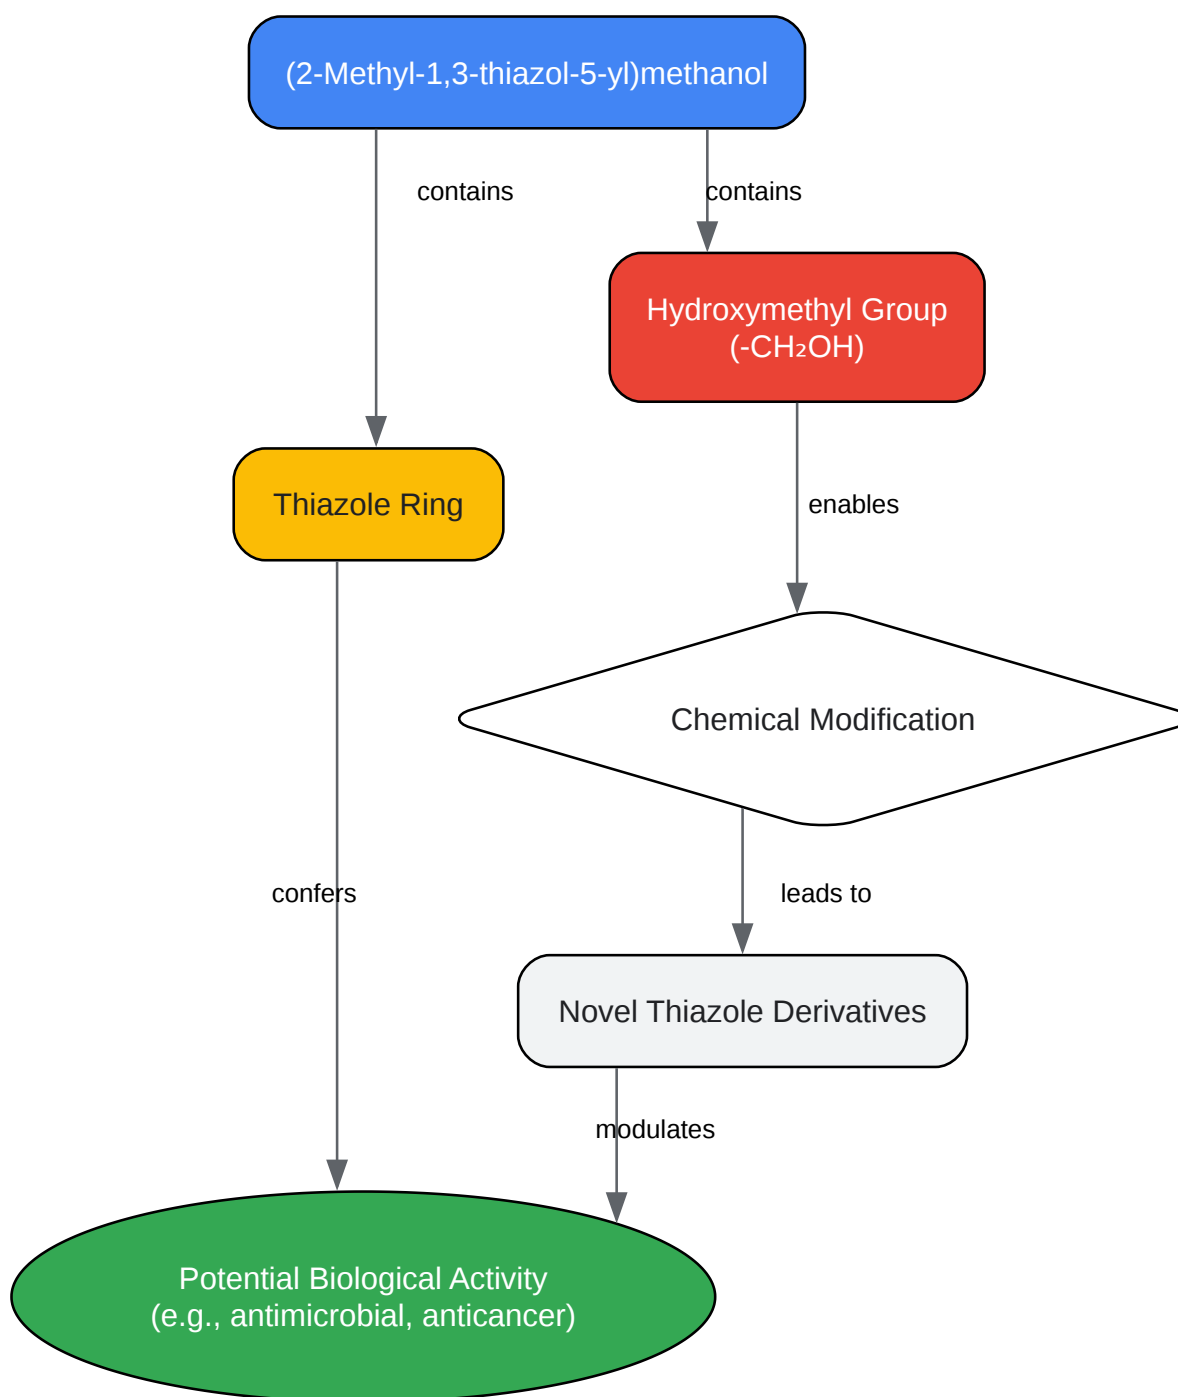 (2-Methyl-1,3-thiazol-5-yl)methanol
contains
contains
Hydroxymethyl Group
(-CH₂OH)
Thiazole Ring
enables
Chemical Modification
confers
leads to
Novel Thiazole Derivatives
modulates
Potential Biological Activity
(e.g., antimicrobial, anticancer)